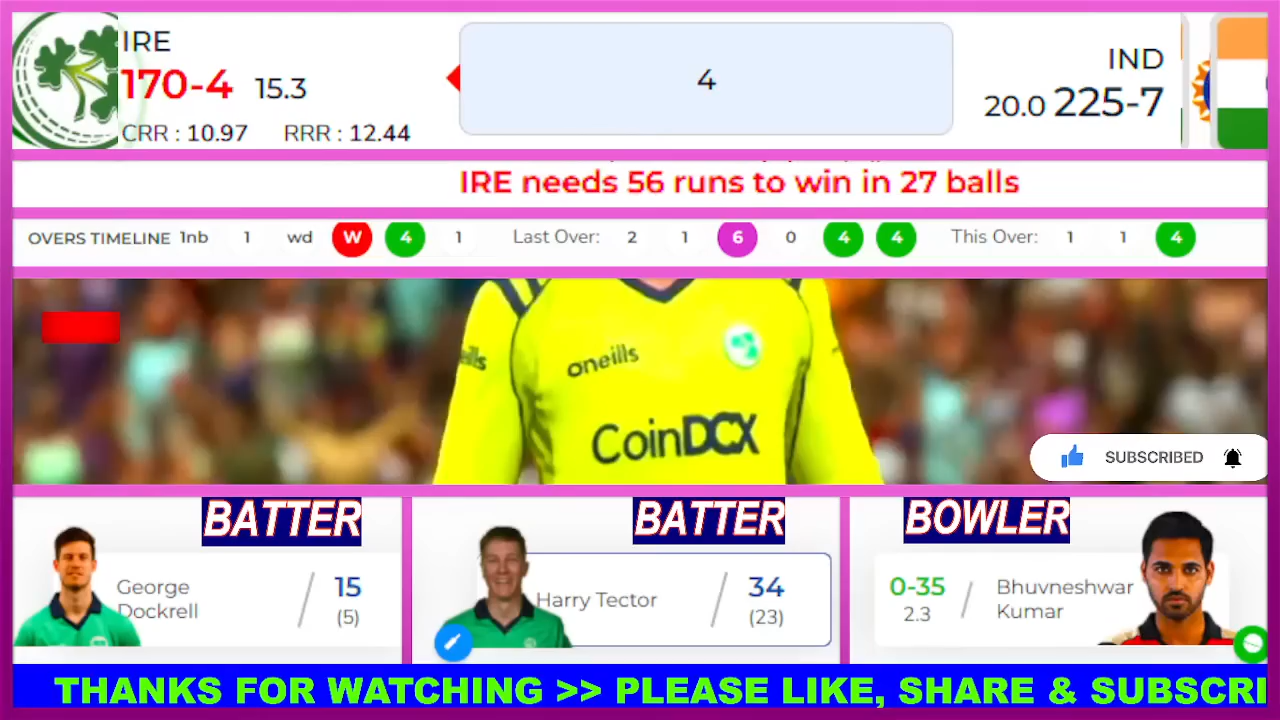 IRE
170-4 15.3
CRR : 10.97 RRR : 12.44
4
IND
20.0 225-7
IRE needs 56 runs to win in 27 balls
OVERS TIMELINE 1nb 1 wd W 4 1 Last Over: 2 1 6 0 4 4 This Over: 1 1 4
oneills
CoinDCX
SUBSCRIBED
BATTER
George
Dockrell
15
(5)
BATTER
Harry Tector
34
(23)
BOWLER
0-35
2.3
Bhuvneshwar
Kumar
THANKS FOR WATCHING >> PLEASE LIKE, SHARE & SUBSCRI